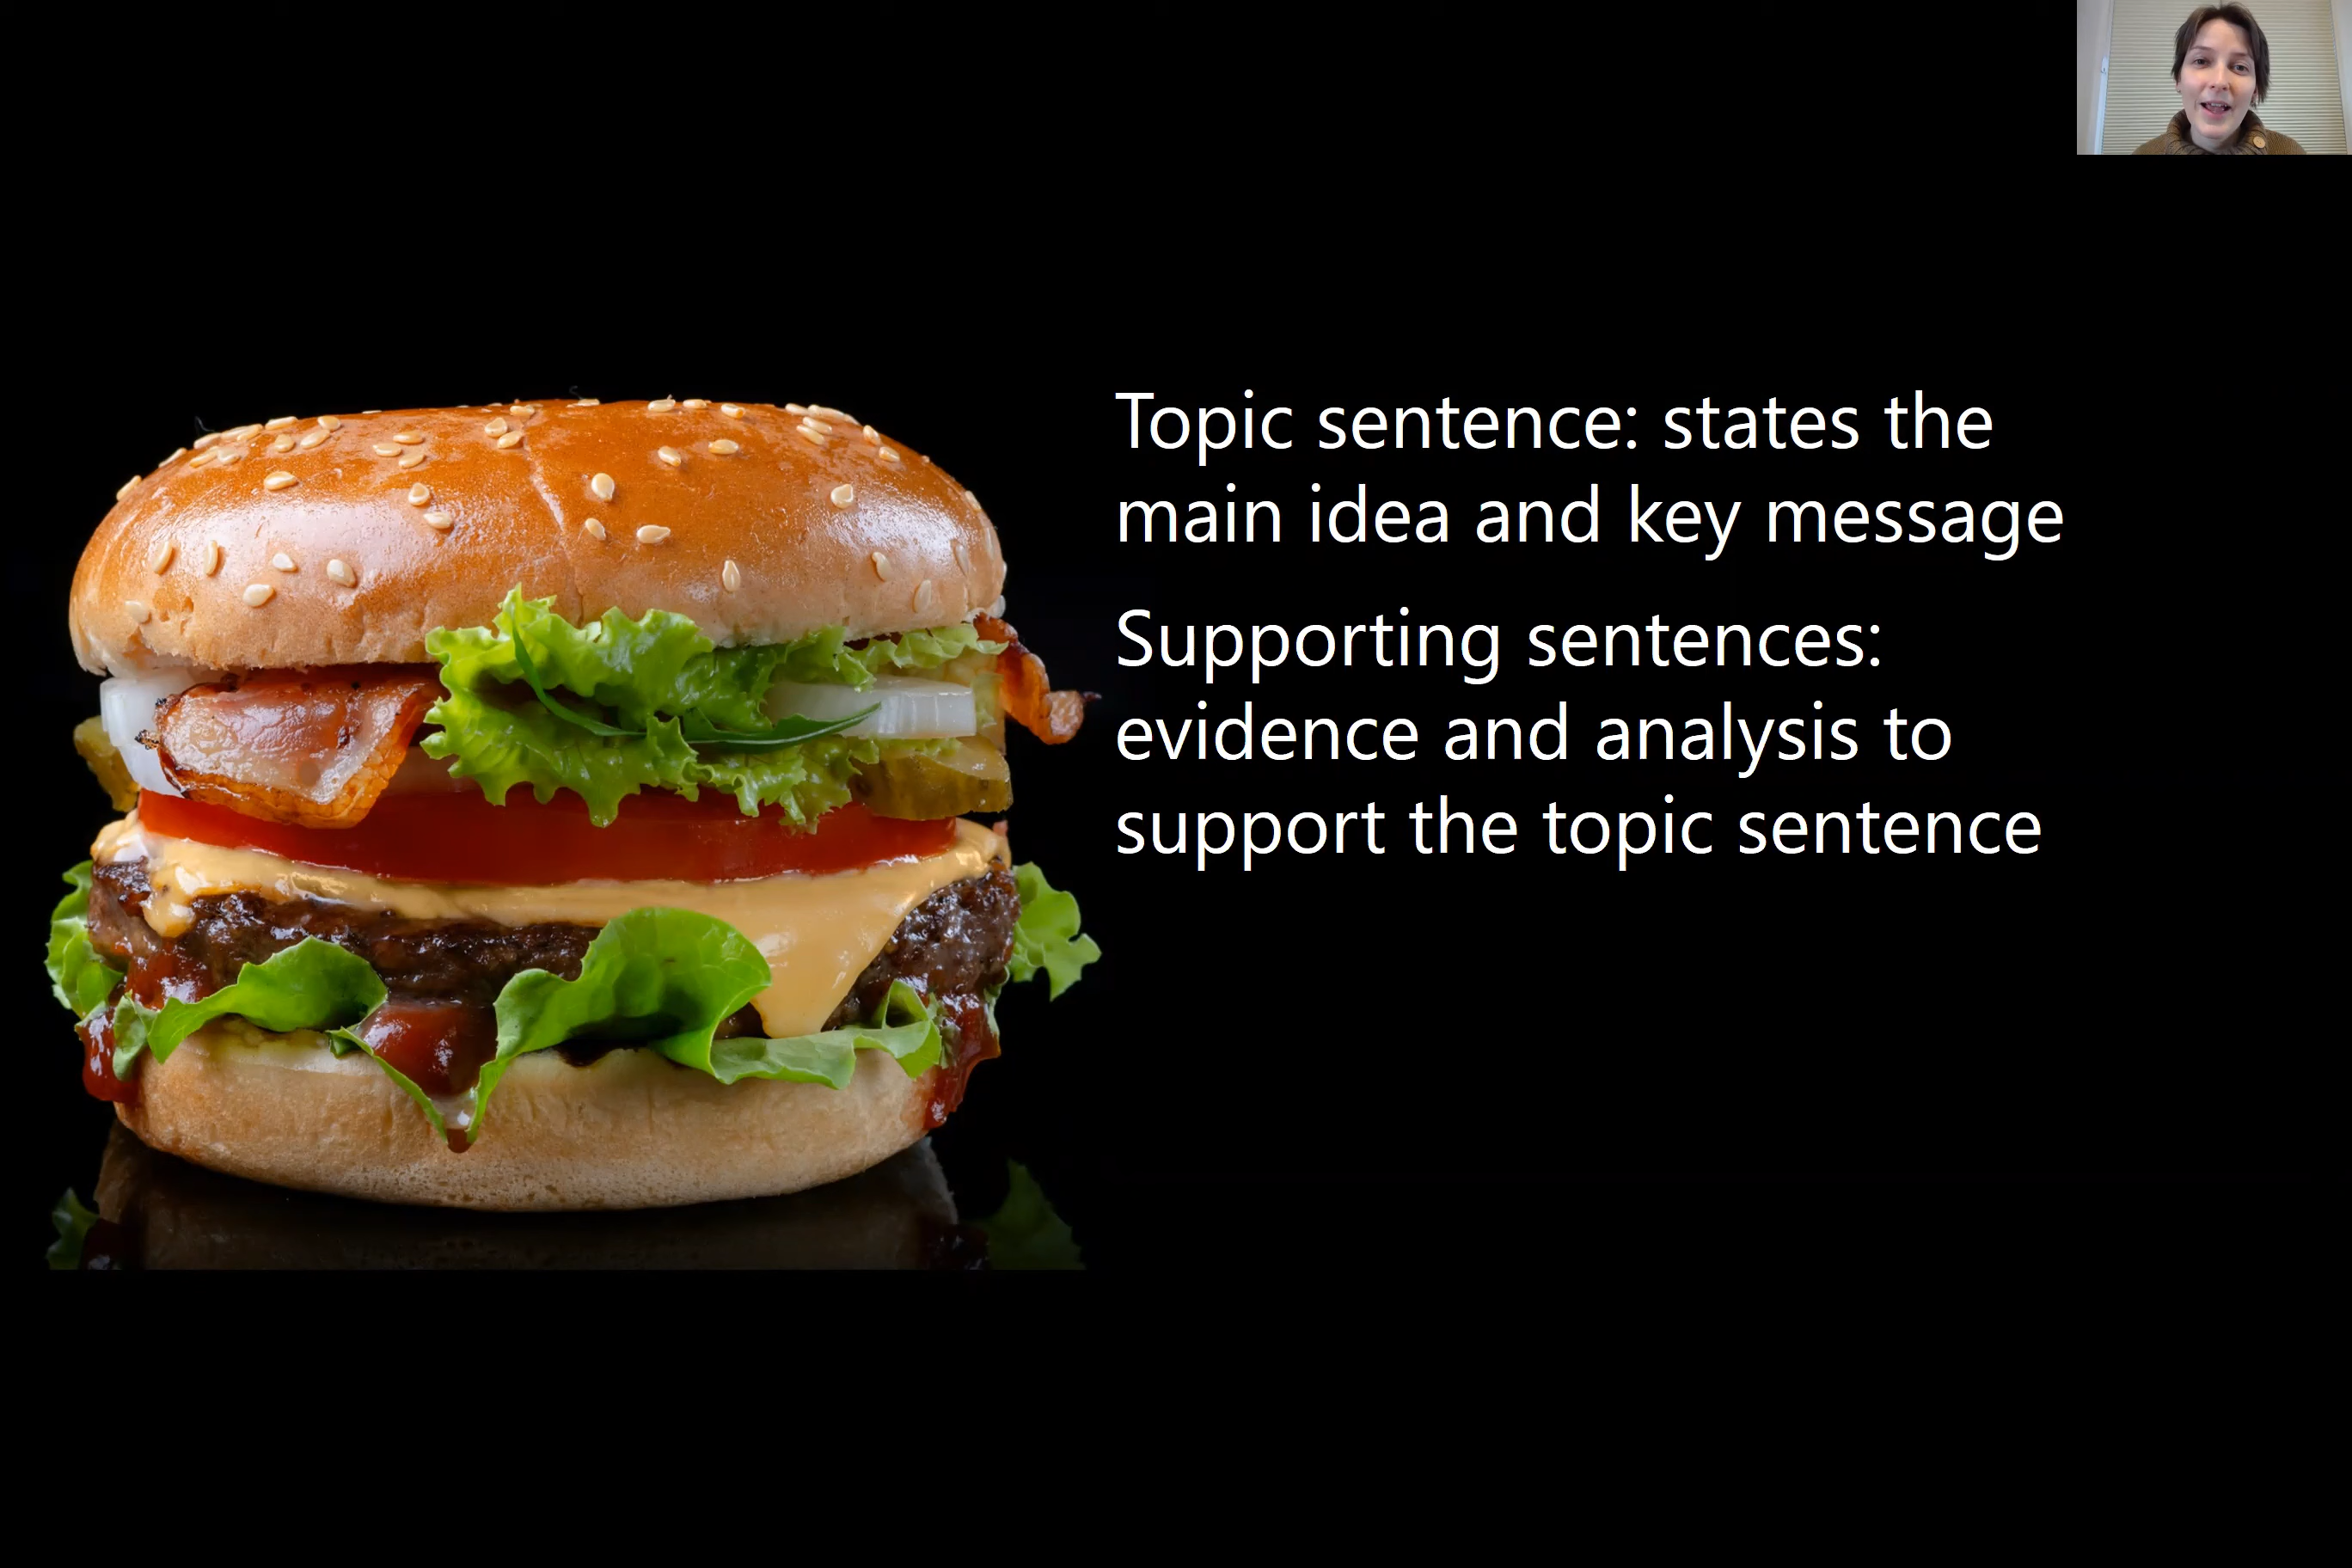 Topic sentence: states the
main idea and key message
Supporting sentences:
evidence and analysis to
support the topic sentence